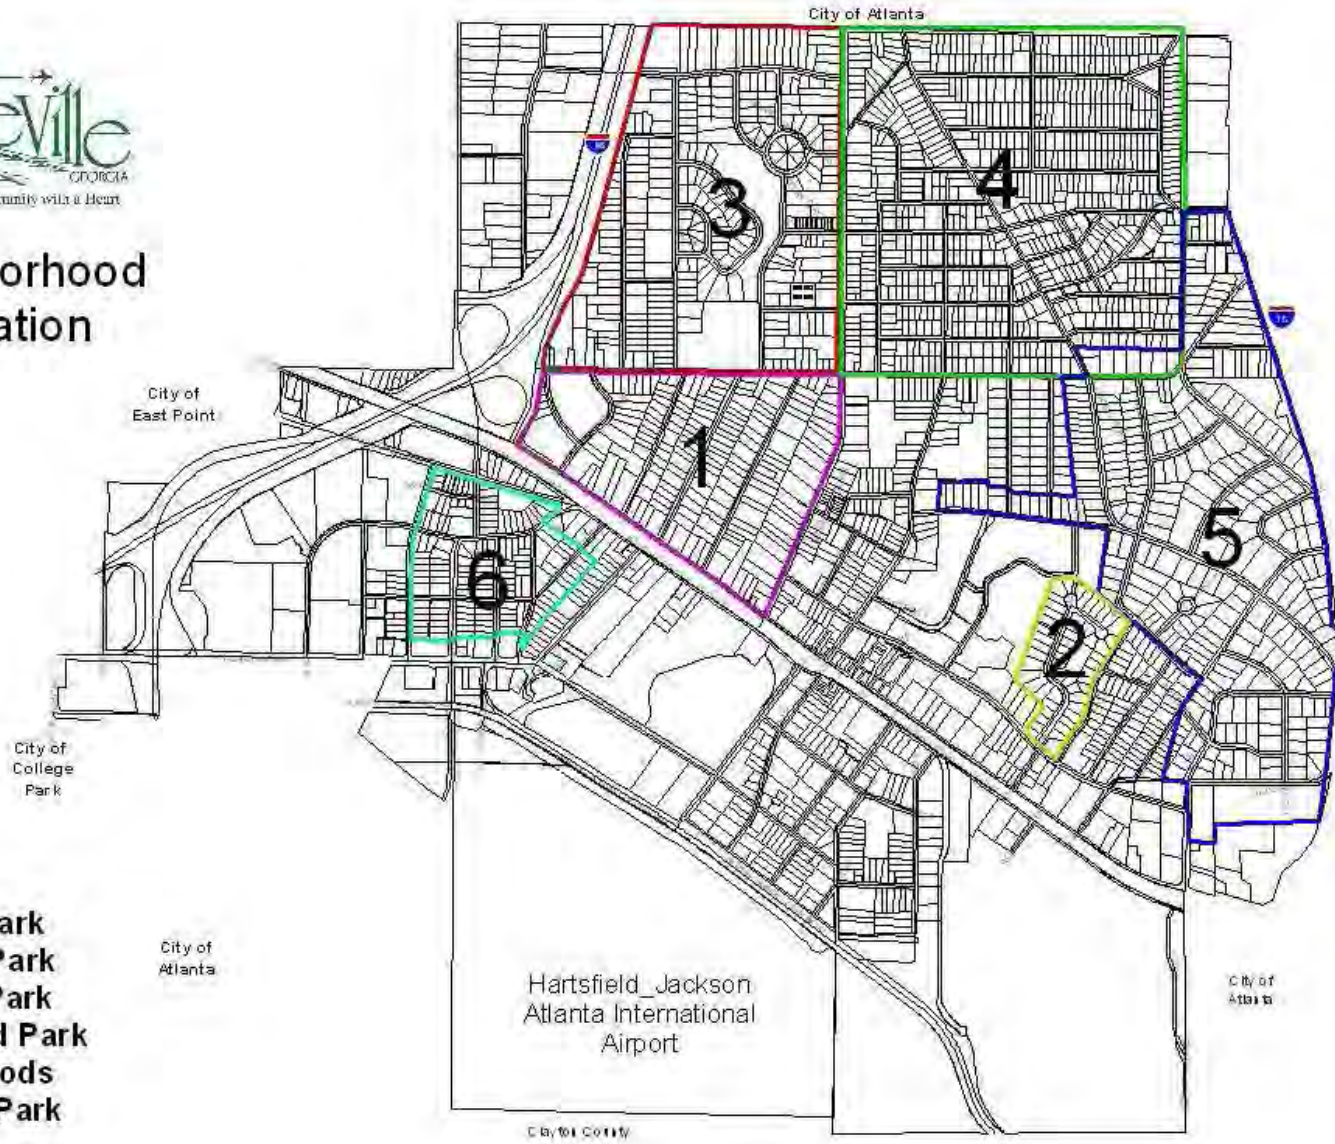 City of Atlanta
eville
GEORGIA
munity with a Heart
orhood
ation
3
4
City of
East Point
1
5
6
2
City of
College
Park
ark
Park
Park
d Park
ods
Park
City of
Atlanta
Hartsfield_Jackson
Atlanta International
Airport
City of
Atlanta
Clayton County